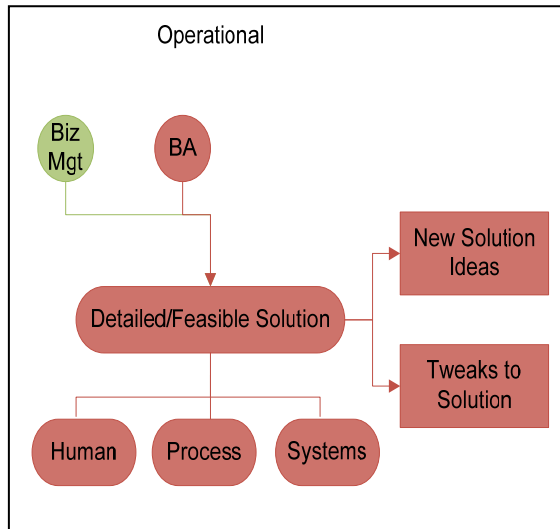 Operational
Biz
Mgt
BA
New Solution
Ideas
Detailed/Feasible Solution
Tweaks to
Solution
Human
Process
Systems